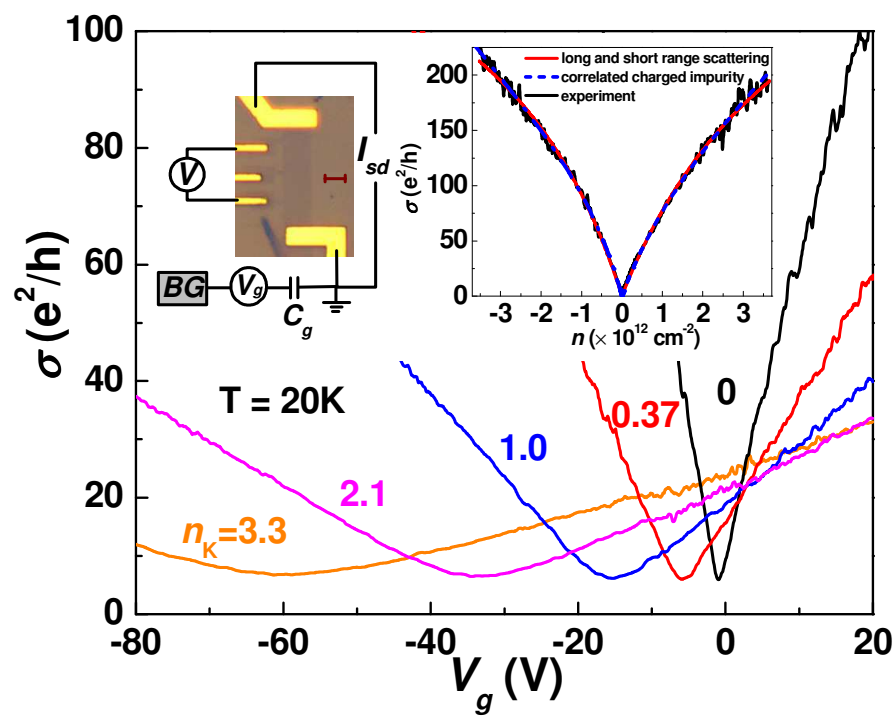 100
80
60
40
20
0
σ (e²/h)
-80
-60
-40
-20
0
20
V_g (V)
T = 20K
n_K=3.3
2.1
1.0
0.37
0
V
I_sd
BG
V_g
C_g
long and short range scattering
correlated charged impurity
experiment
200
150
100
50
0
σ (e²/h)
-3
-2
-1
0
1
2
3
n (× 10¹² cm⁻²)